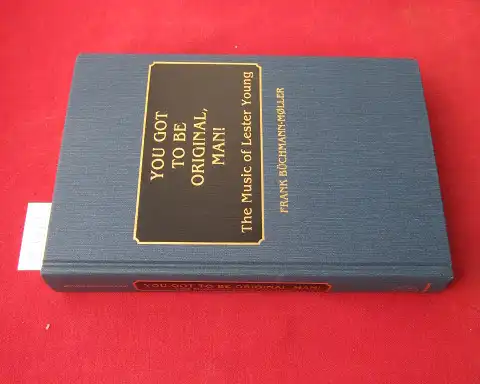 YOU GOT
TO BE
ORIGINAL,
MAN!
The Music of Lester Young
FRANK BÜCHMANN-MØLLER
YOU GOT TO BE ORIGINAL, MAN!